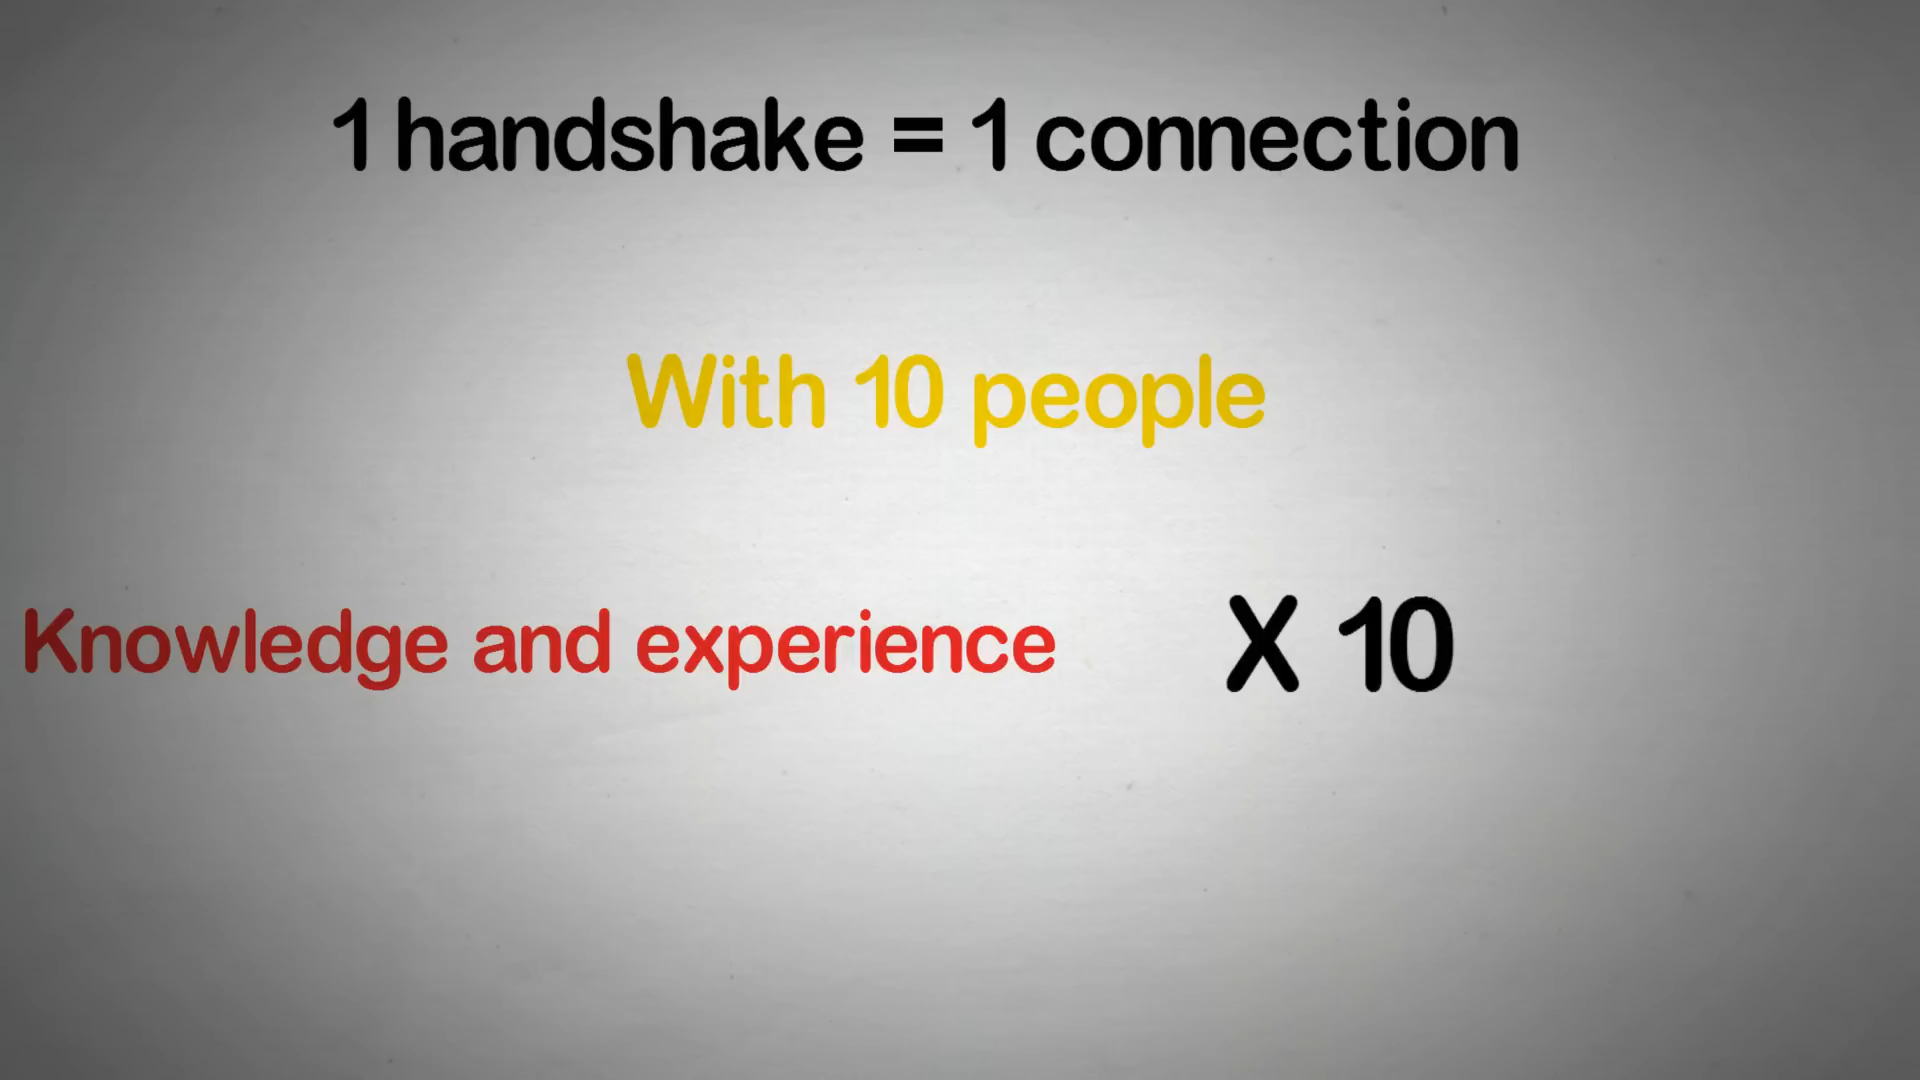 1 handshake = 1 connection
With 10 people
Knowledge and experience X 10